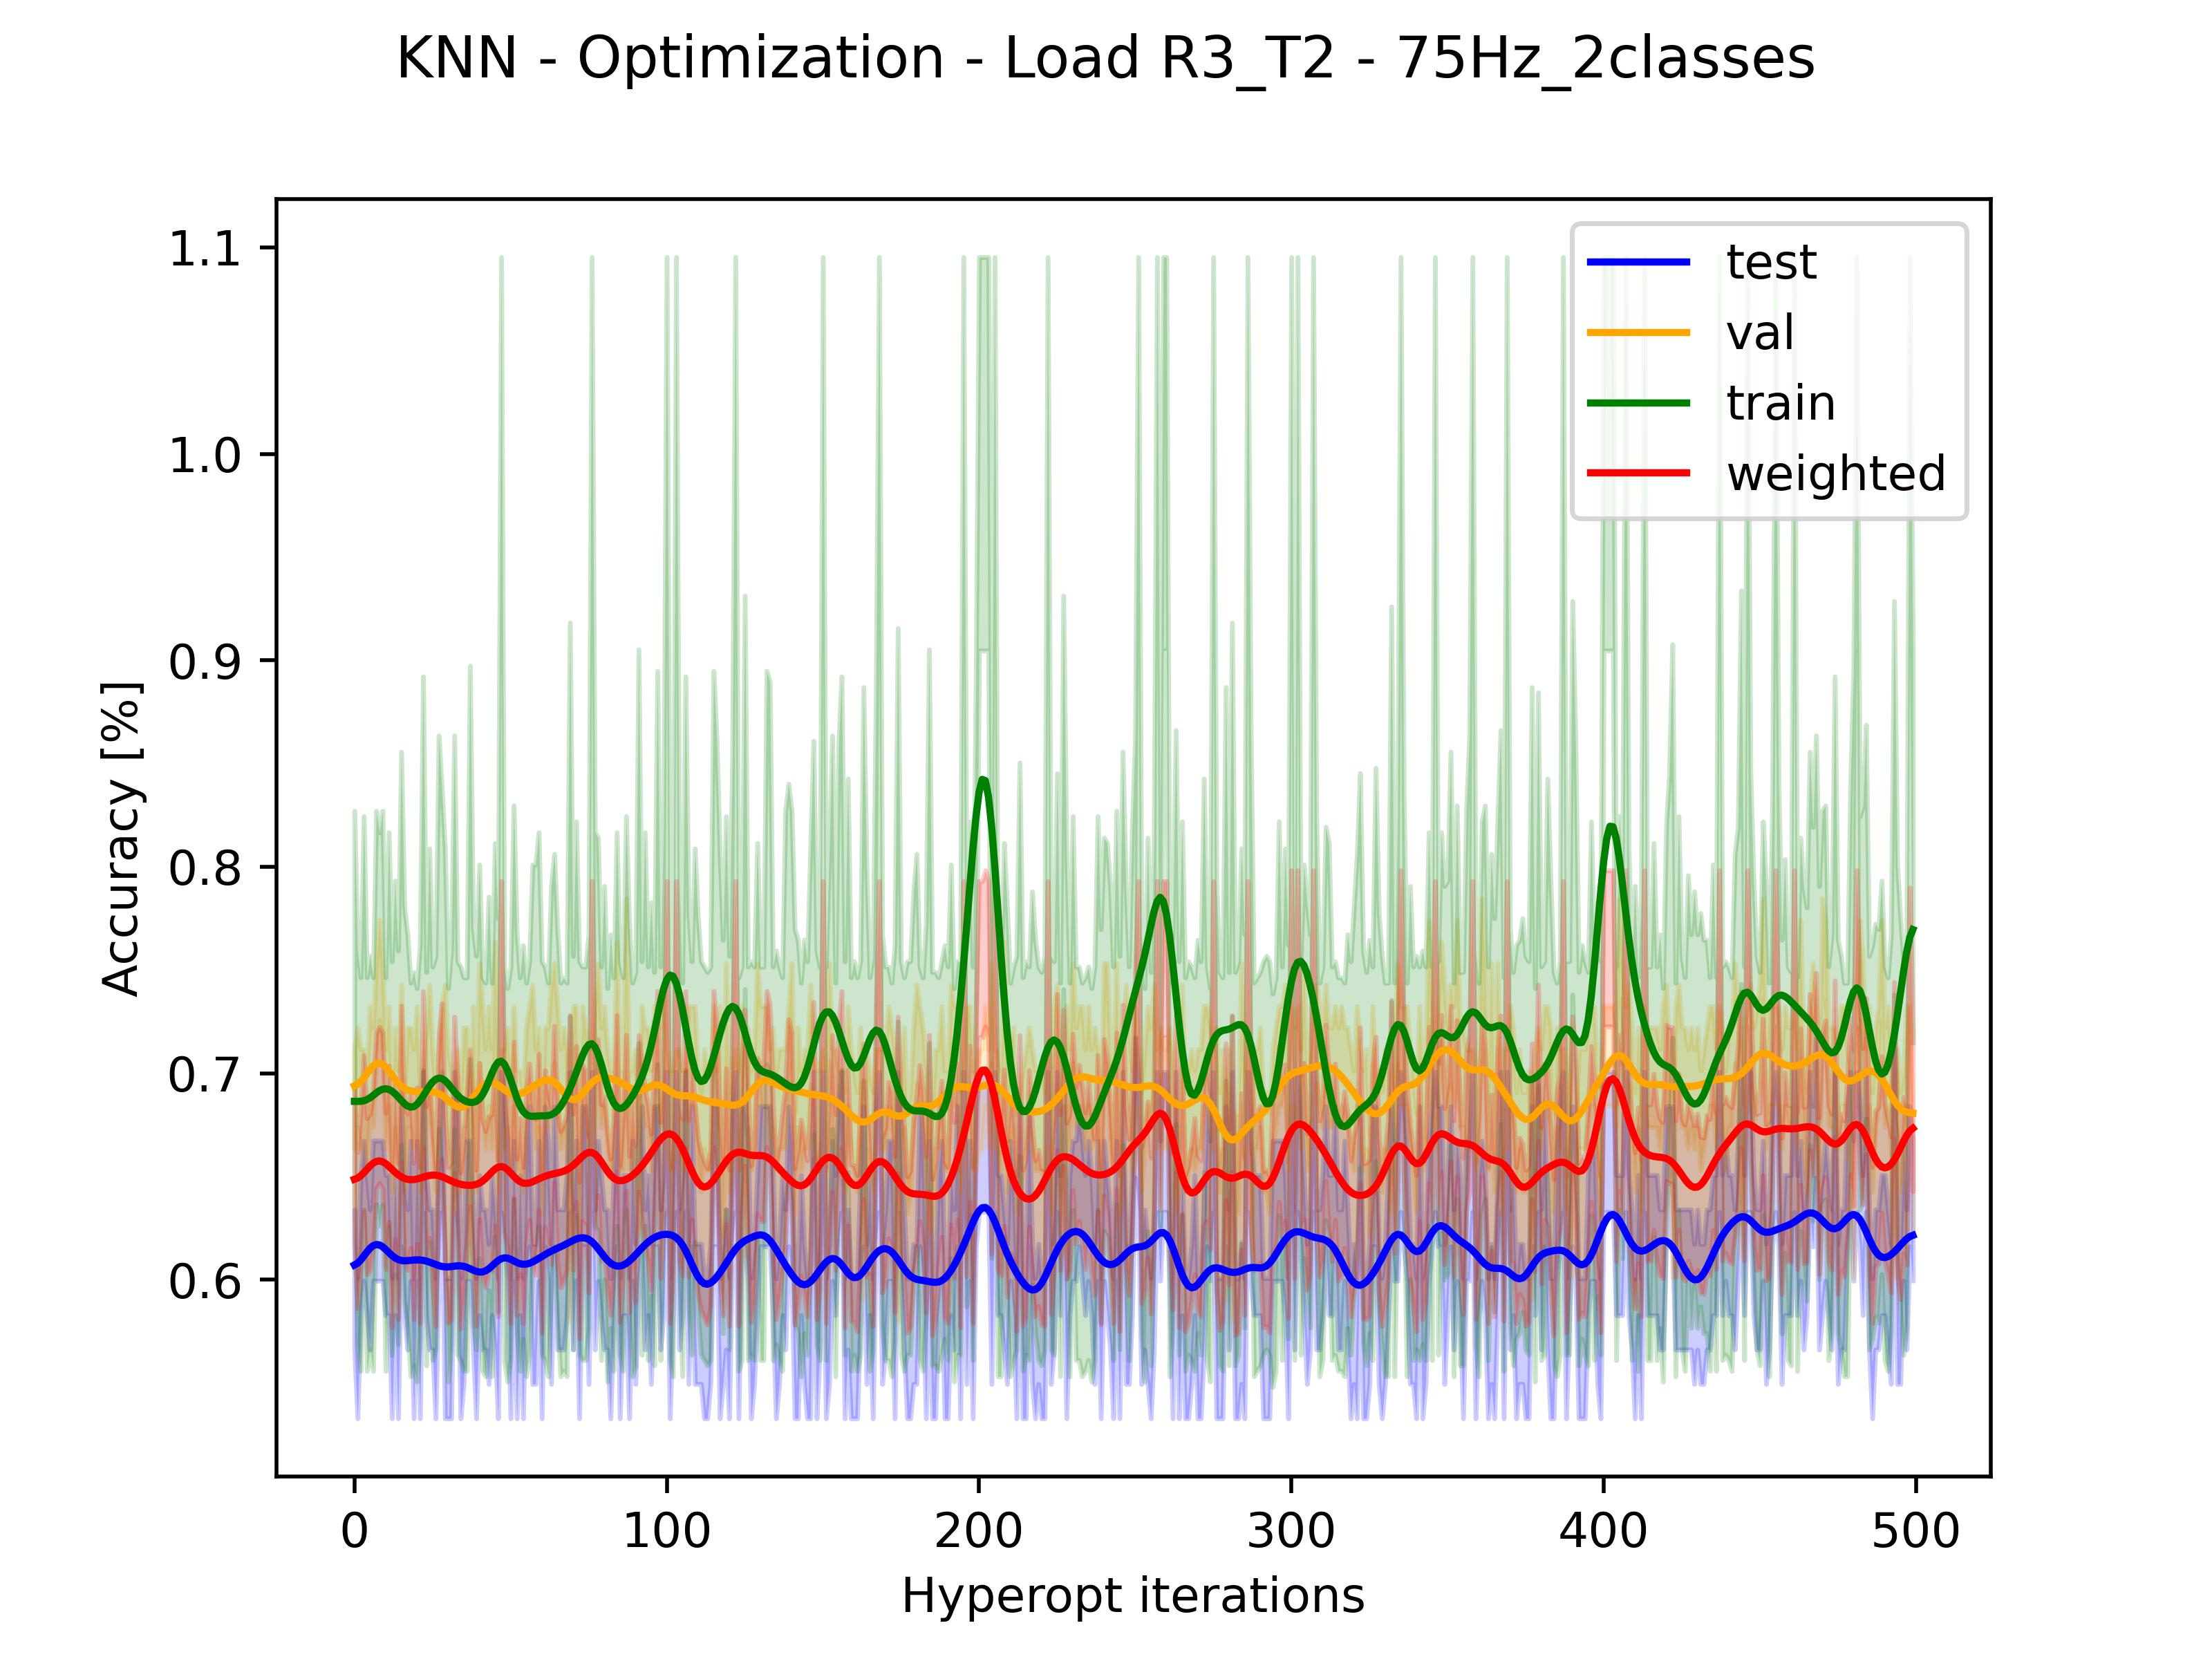 KNN - Optimization - Load R3_T2 - 75Hz_2classes
1.1
1.0
0.9
0.8
0.7
0.6
Accuracy [%]
test
val
train
weighted
0 100 200 300 400 500
Hyperopt iterations